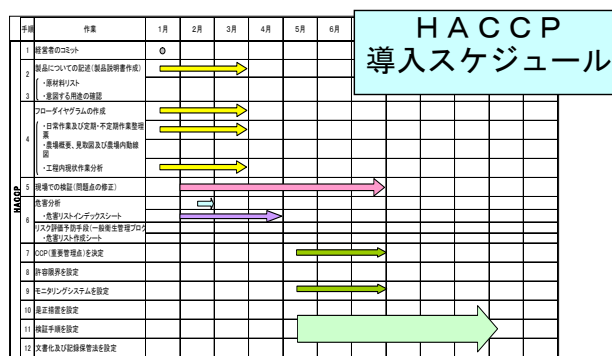 HACCP
導入スケジュール
手順 作業 1月 2月 3月 4月 5月 6月
HACCP
1 経営者のコミット
2 製品についての記述(製品説明書作成)
・原材料リスト
3 ・意図する用途の確認
4 フローダイヤグラムの作成
・日常作業及び定期・不定期作業整理
票
・農場概要、見取図及び農場内動線
図
・工程内現状作業分析
5 現場での検証(問題点の修正)
6 危害分析
・危害リストインデックスシート
リスク評価予防手段(一般衛生管理プログ
・危害リスト作成シート
7 CCP(重要管理点)を決定
8 許容限界を設定
9 モニタリングシステムを設定
10 是正措置を設定
11 検証手順を設定
12 文書化及び記録保管法を設定